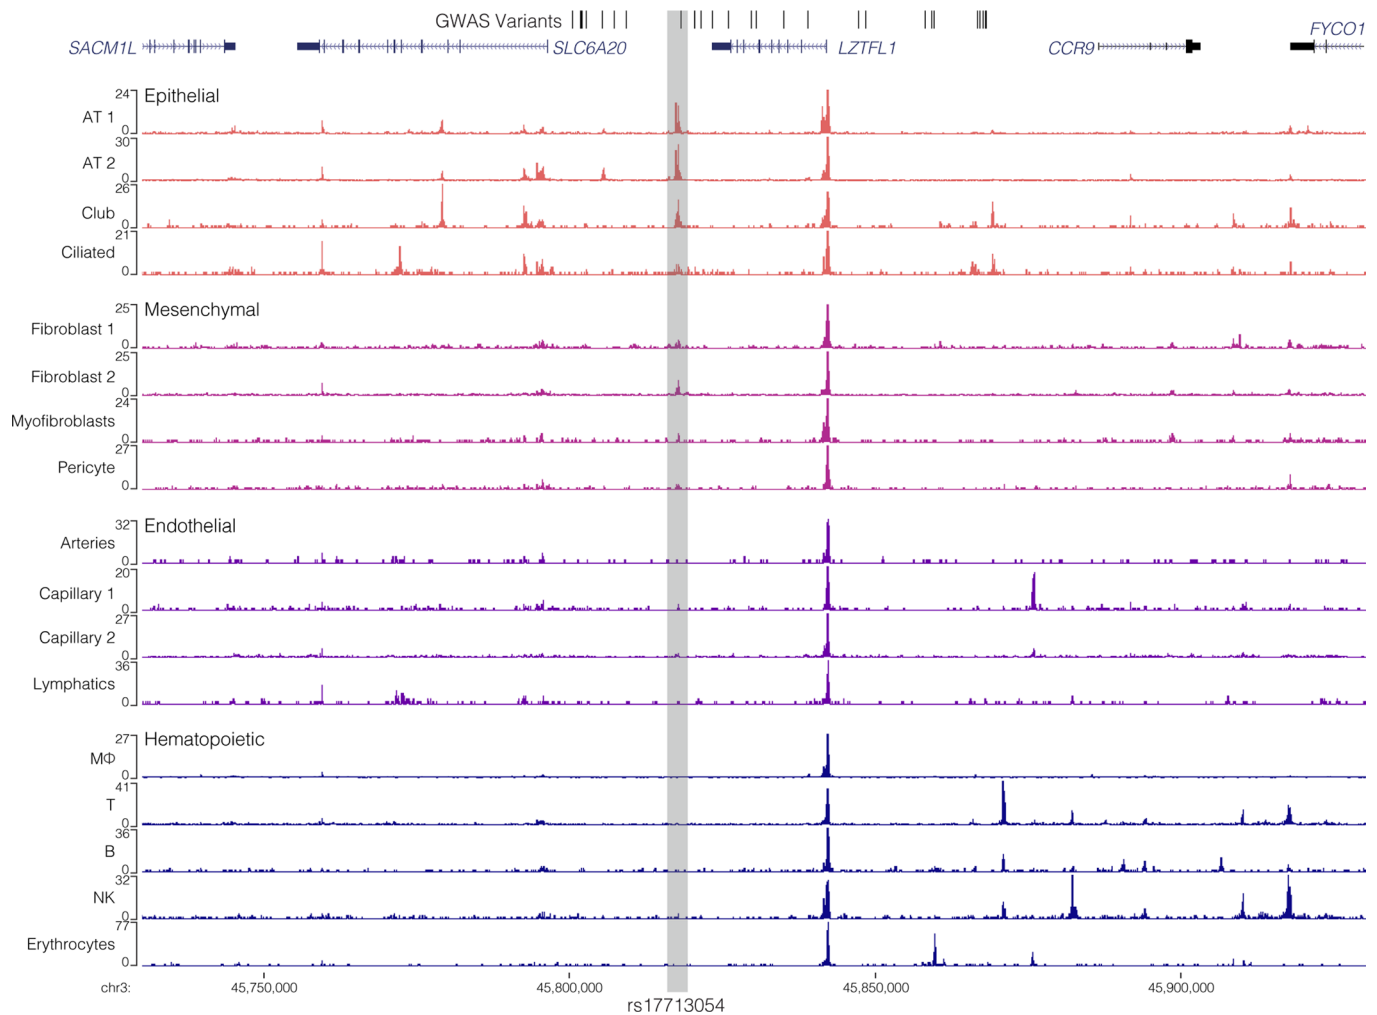 GWAS Variants
FYCO1
SACM1L
SLC6A20
LZTFL1
CCR9
Epithelial
24
AT 1
0
30
AT 2
0
26
Club
0
21
Ciliated
0
Mesenchymal
25
Fibroblast 1
0
25
Fibroblast 2
0
24
Myofibroblasts
0
27
Pericyte
0
Endothelial
32
Arteries
0
20
Capillary 1
0
27
Capillary 2
0
36
Lymphatics
0
Hematopoietic
27
MΦ
0
41
T
0
36
B
0
32
NK
0
77
Erythrocytes
0
chr3: 45,750,000 45,800,000 45,850,000 45,900,000
rs17713054